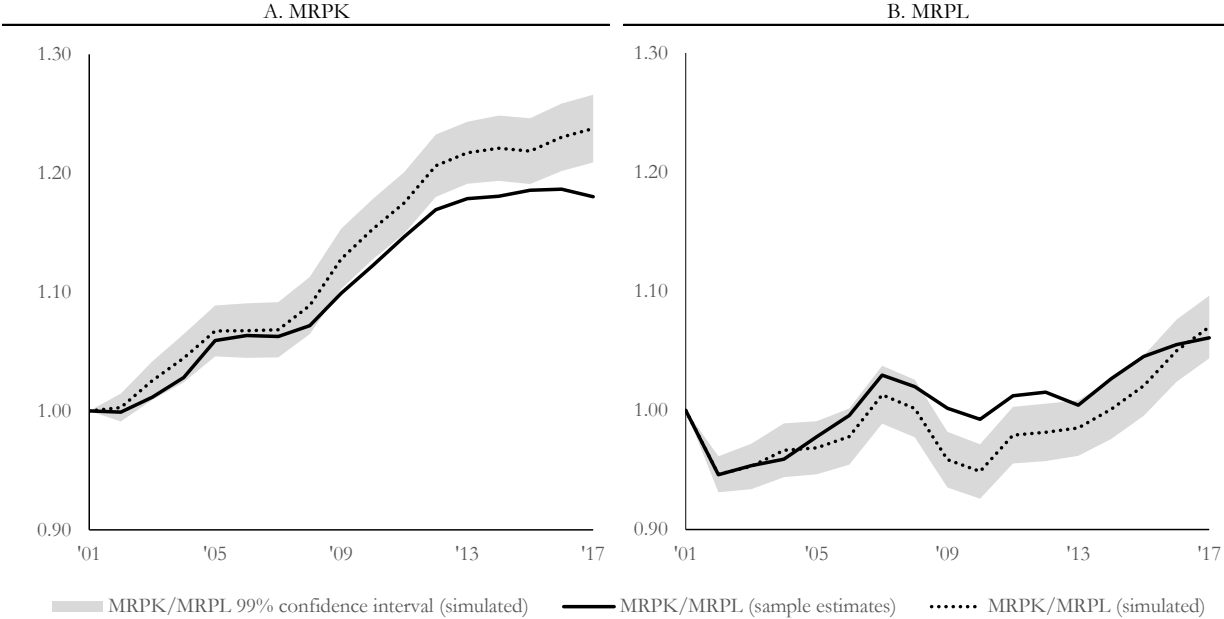 A. MRPK
B. MRPL
1.30
1.20
1.10
1.00
0.90
'01 '05 '09 '13 '17
1.30
1.20
1.10
1.00
0.90
'01 '05 '09 '13 '17
MRPK/MRPL 99% confidence interval (simulated) MRPK/MRPL (sample estimates) MRPK/MRPL (simulated)